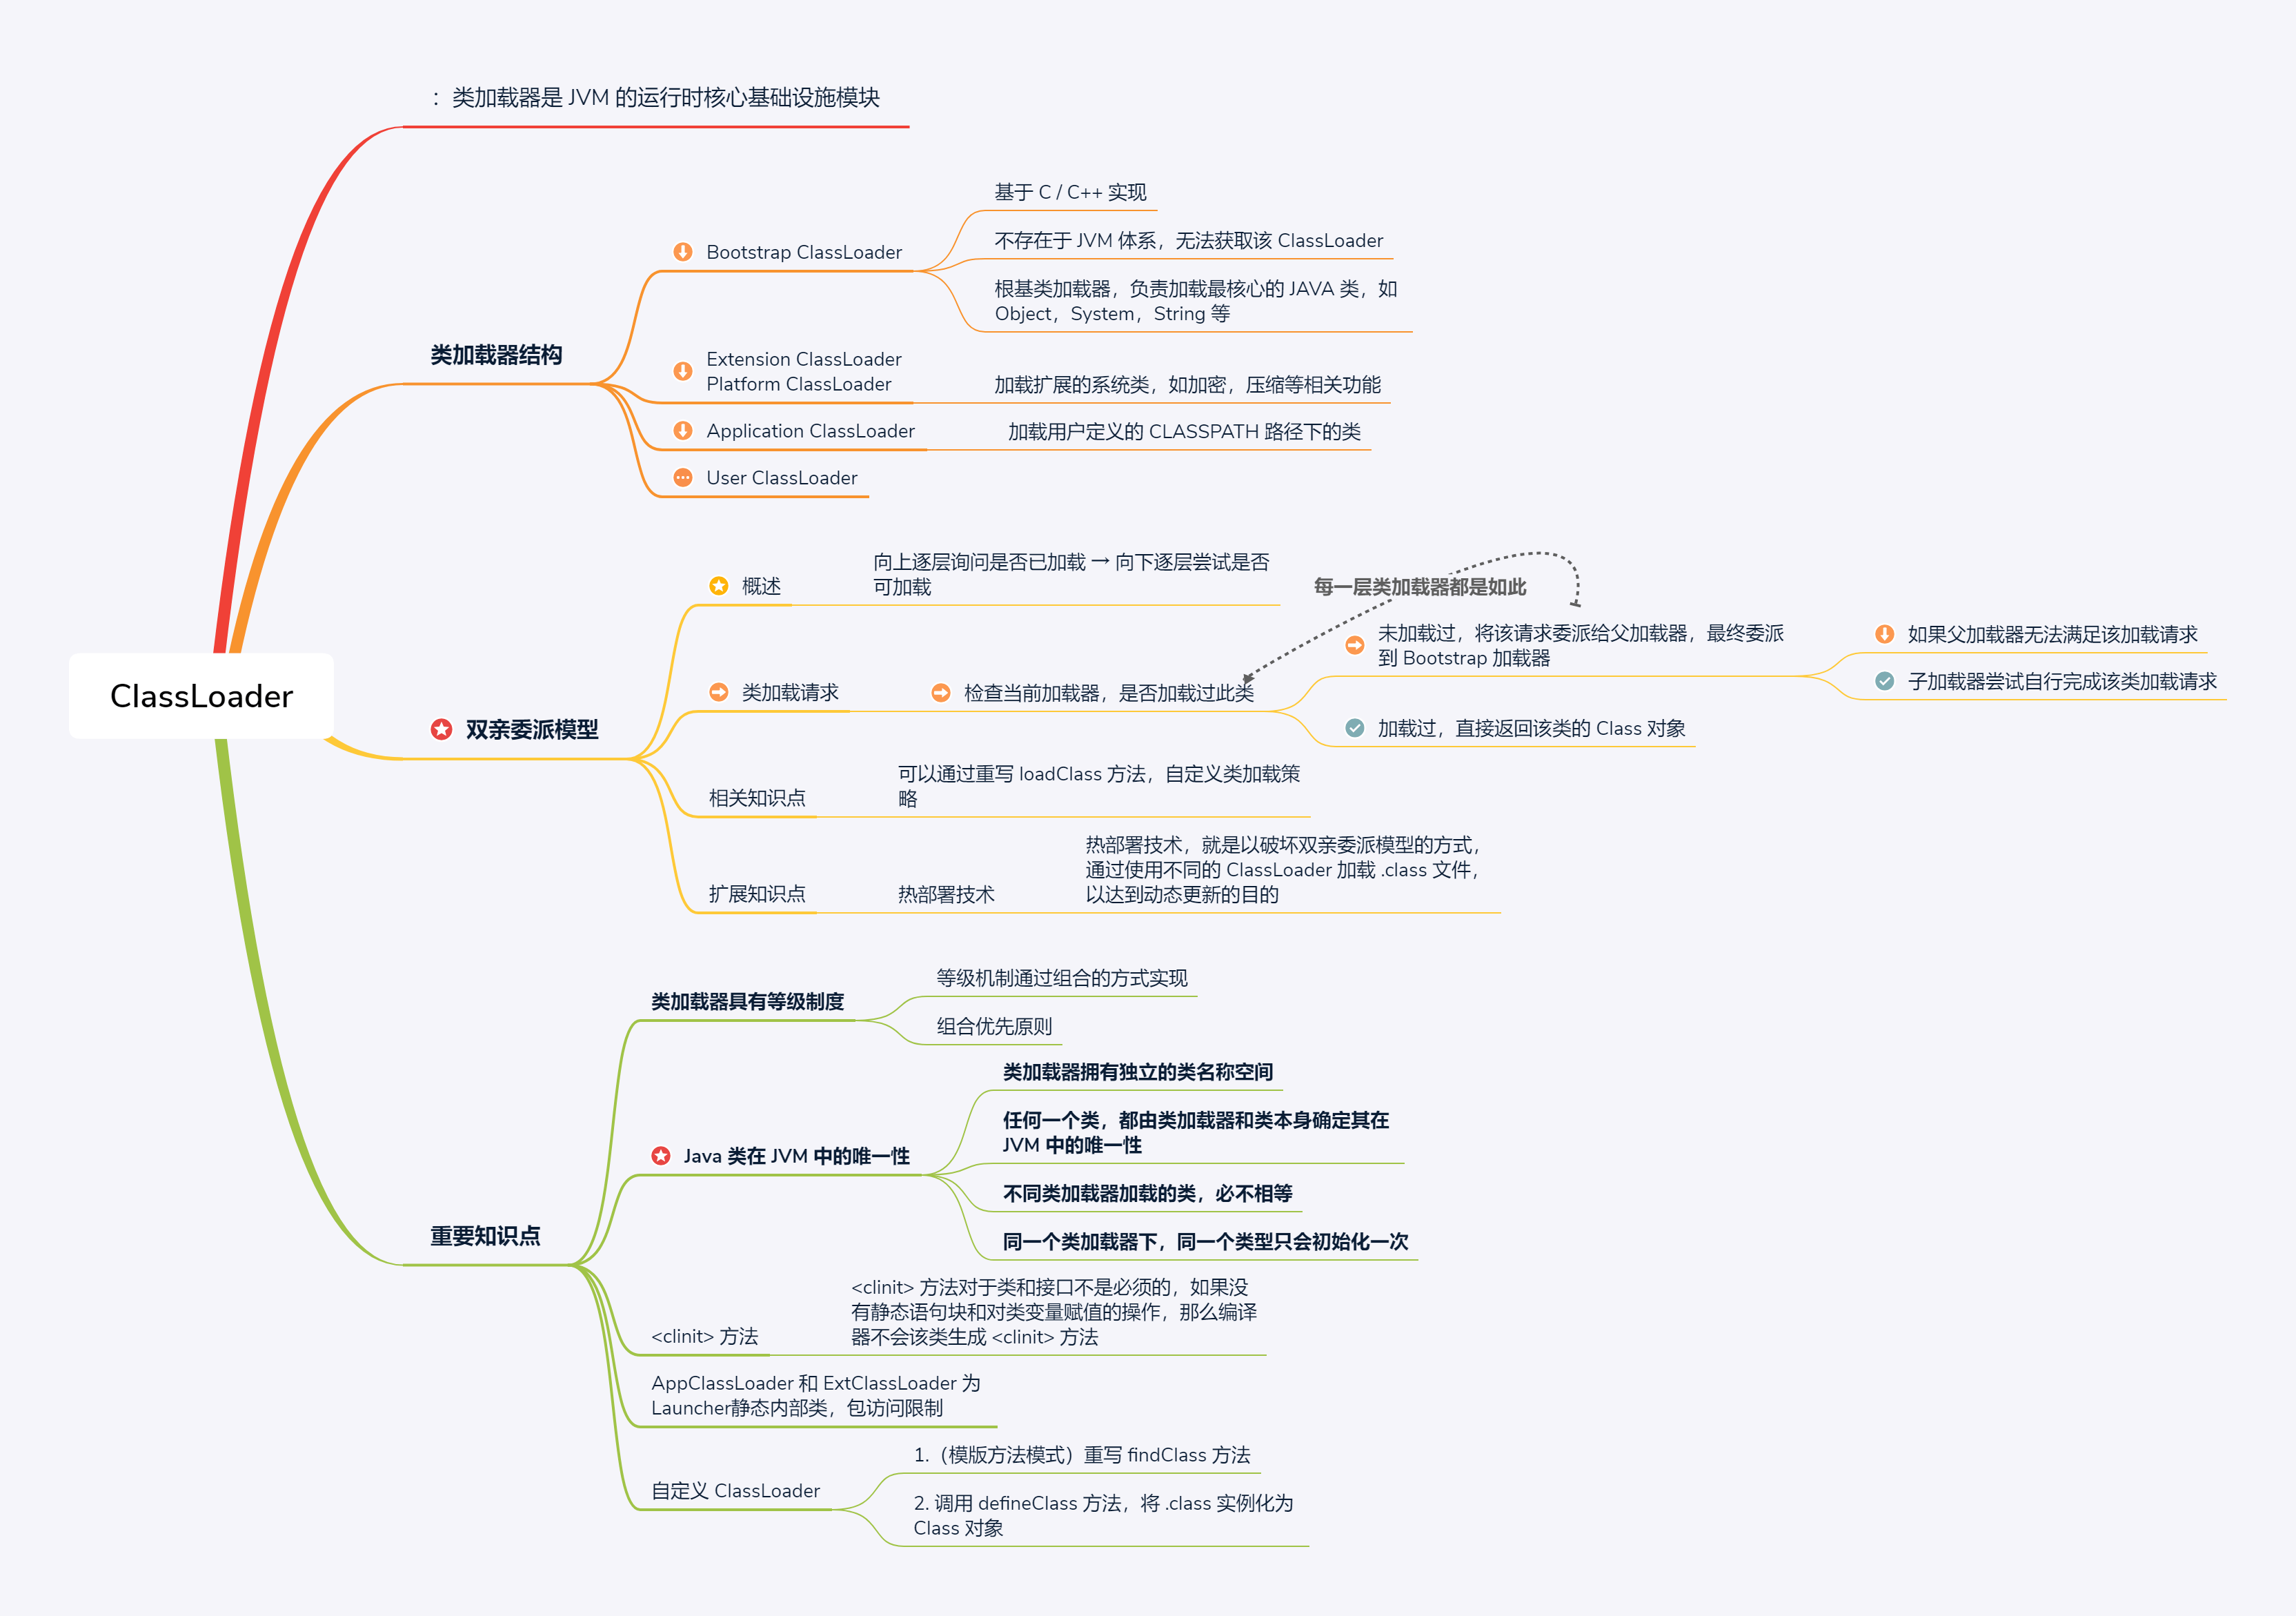 ：类加载器是 JVM 的运行时核心基础设施模块
基于 C / C++ 实现
Bootstrap ClassLoader
不存在于 JVM 体系，无法获取该 ClassLoader
根基类加载器，负责加载最核心的 JAVA 类，如
Object，System，String 等
类加载器结构
Extension ClassLoader
Platform ClassLoader
加载扩展的系统类，如加密，压缩等相关功能
Application ClassLoader
加载用户定义的 CLASSPATH 路径下的类
User ClassLoader
ClassLoader
双亲委派模型
概述
向上逐层询问是否已加载 → 向下逐层尝试是否
可加载
每一层类加载器都是如此
类加载请求
检查当前加载器，是否加载过此类
未加载过，将该请求委派给父加载器，最终委派
到 Bootstrap 加载器
如果父加载器无法满足该加载请求
子加载器尝试自行完成该类加载请求
加载过，直接返回该类的 Class 对象
相关知识点
可以通过重写 loadClass 方法，自定义类加载策
略
扩展知识点
热部署技术
热部署技术，就是以破坏双亲委派模型的方式，
通过使用不同的 ClassLoader 加载 .class 文件，
以达到动态更新的目的
重要知识点
类加载器具有等级制度
等级机制通过组合的方式实现
组合优先原则
Java 类在 JVM 中的唯一性
类加载器拥有独立的类名称空间
任何一个类，都由类加载器和类本身确定其在
JVM 中的唯一性
不同类加载器加载的类，必不相等
同一个类加载器下，同一个类型只会初始化一次
<clinit> 方法
<clinit> 方法对于类和接口不是必须的，如果没
有静态语句块和对类变量赋值的操作，那么编译
器不会该类生成 <clinit> 方法
AppClassLoader 和 ExtClassLoader 为
Launcher静态内部类，包访问限制
自定义 ClassLoader
1.（模版方法模式）重写 findClass 方法
2. 调用 defineClass 方法，将 .class 实例化为
Class 对象